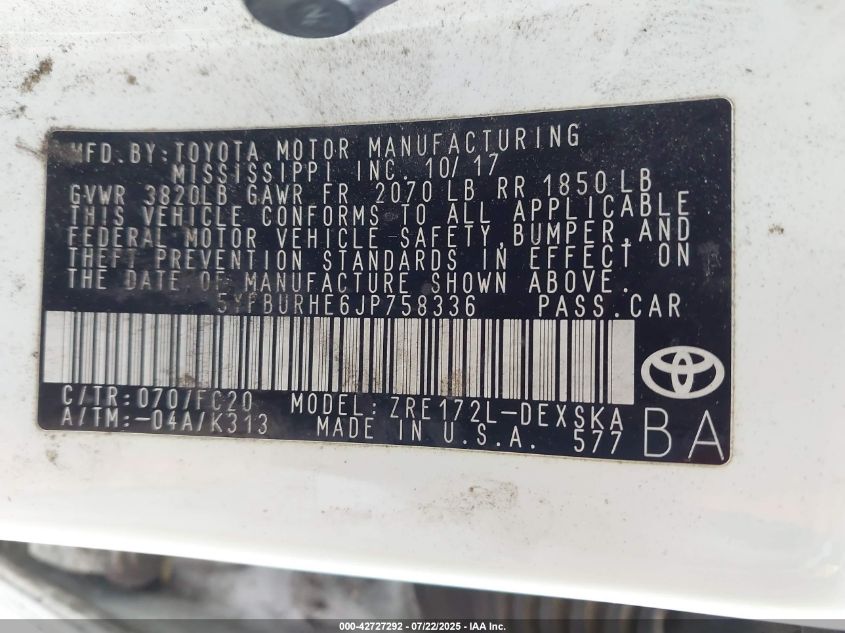 MFD.BY:TOYOTA MOTOR MANUFACTURING
MISSISSIPPI INC. 10/17
GVWR 3820LB GAWR FR 2070 LB RR 1850 LB
THIS VEHICLE CONFORMS TO ALL APPLICABLE
FEDERAL MOTOR VEHICLE SAFETY,BUMPER,AND
THEFT PREVENTION STANDARDS IN EFFECT ON
THE DATE OF MANUFACTURE SHOWN ABOVE.
5YFBURHE6JP758336 PASS.CAR
C/TR:070/FC20 MODEL:ZRE172L-DEXSKA
A/TM:-04A/K313 MADE IN U.S.A. 577
BA
000-42727292 - 07/22/2025 - IAA Inc.